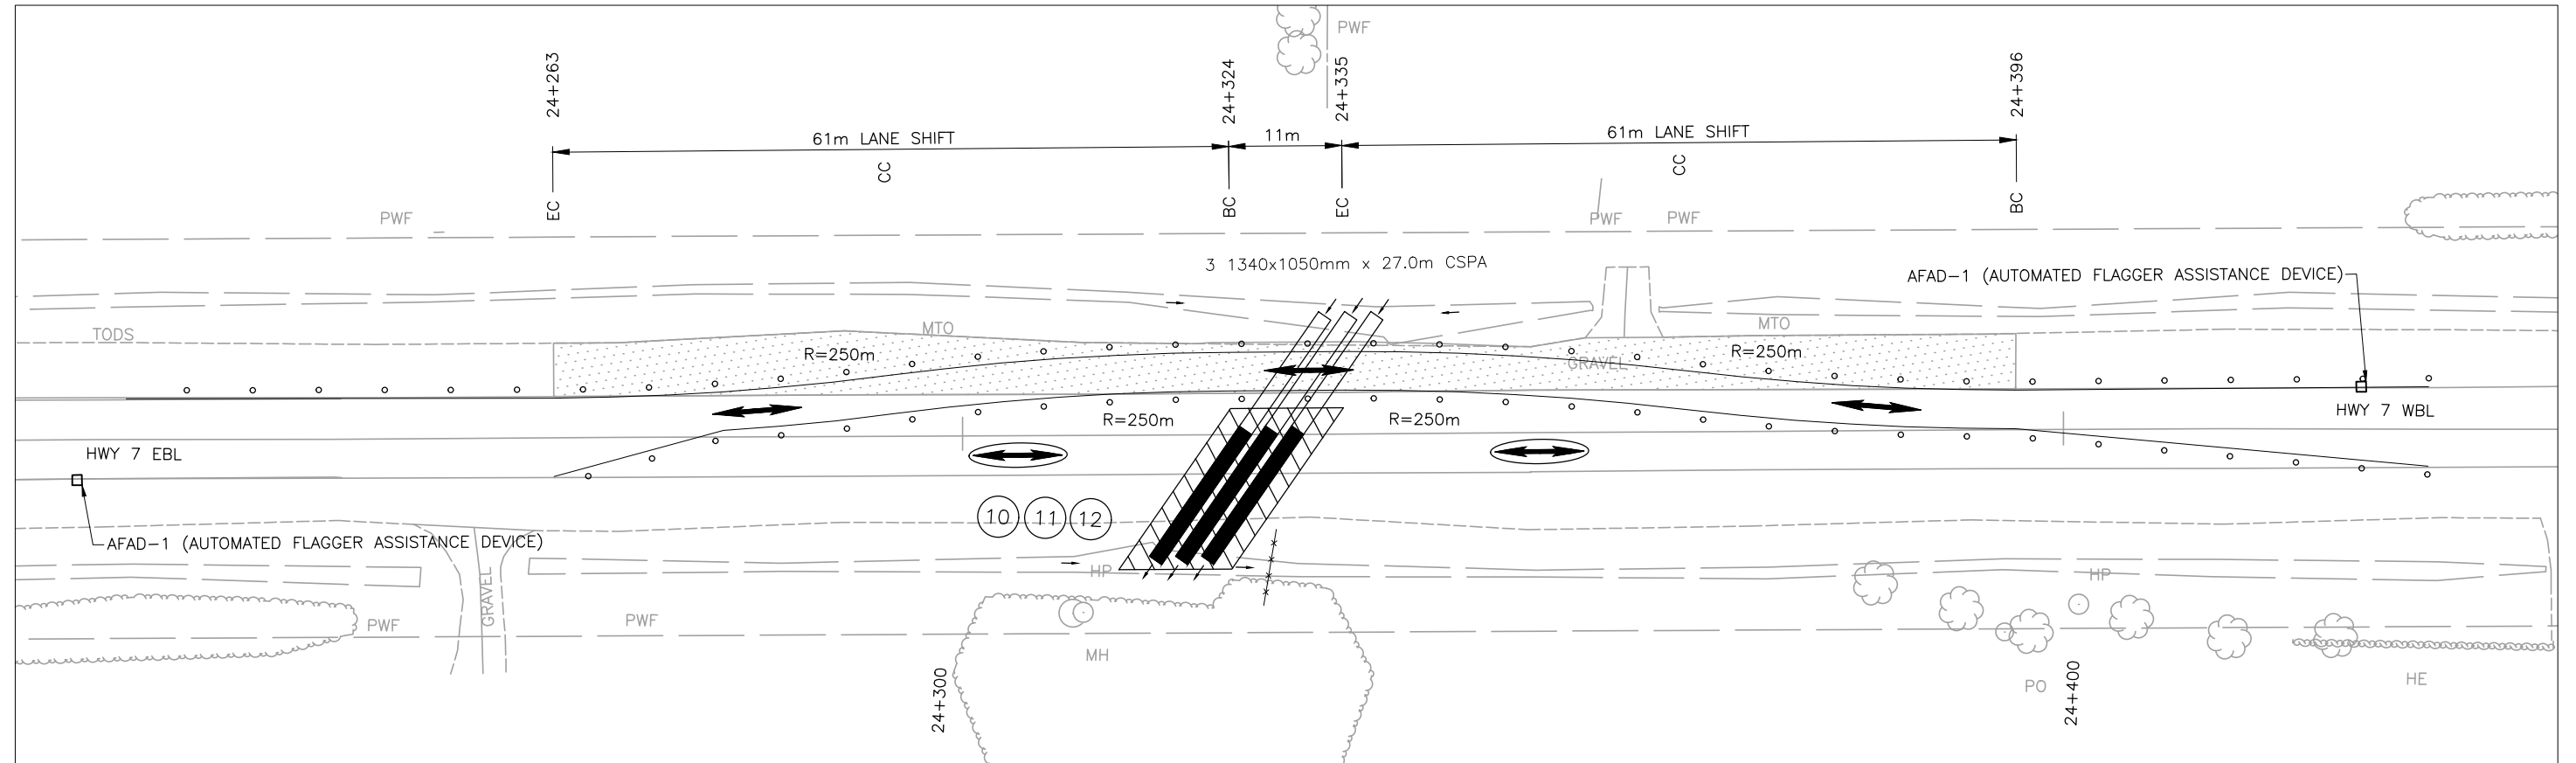 PWF
24+263
24+324
24+335
24+396
61m LANE SHIFT
11m
61m LANE SHIFT
CC
CC
EC
BC
EC
BC
PWF
PWF
PWF
3 1340x1050mm x 27.0m CSPA
AFAD-1 (AUTOMATED FLAGGER ASSISTANCE DEVICE)
TODS
MTO
MTO
R=250m
R=250m
GRAVEL
R=250m
R=250m
HWY 7 WBL
HWY 7 EBL
10
11
12
AFAD-1 (AUTOMATED FLAGGER ASSISTANCE DEVICE)
HP
HP
GRAVEL
PWF
PWF
MH
24+300
24+400
PO
HE